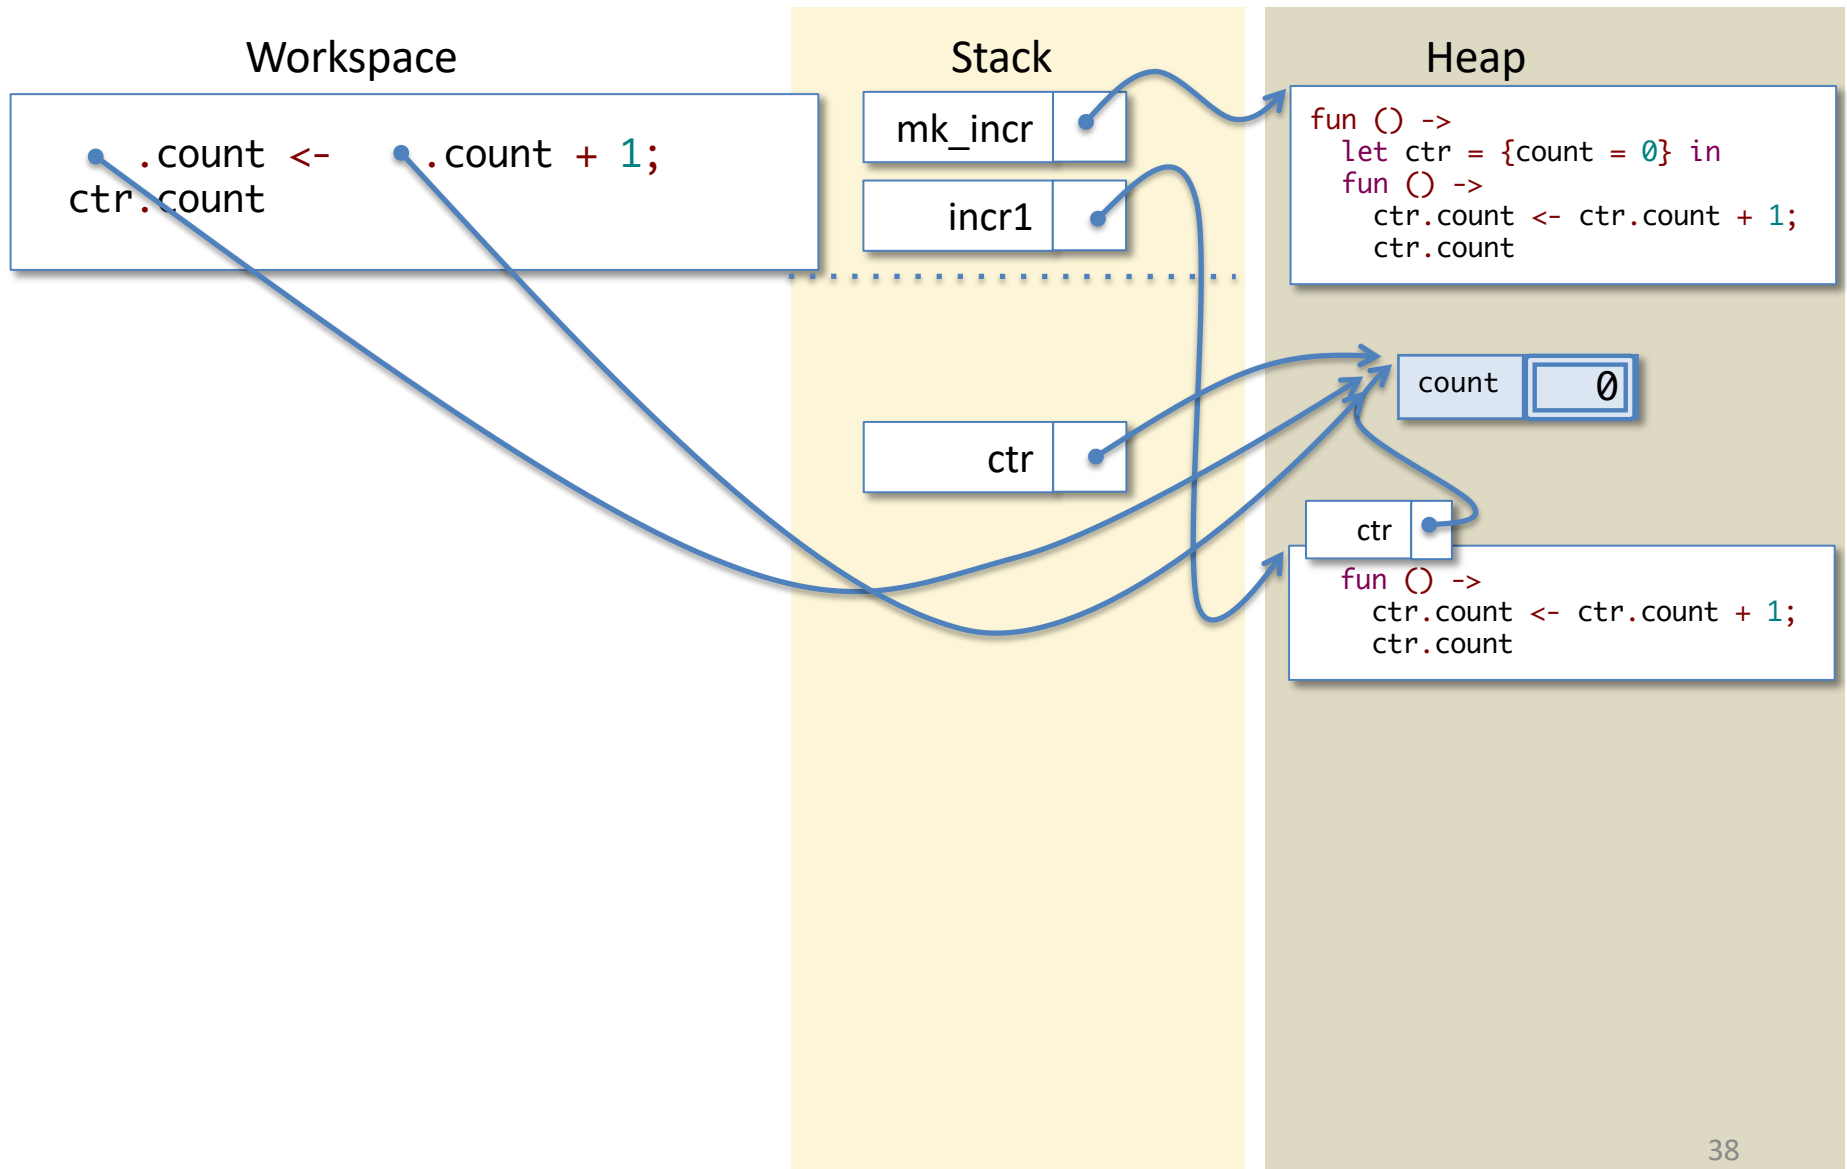 Workspace
.count <- .count + 1;
ctr.count
Stack
mk_incr
incr1
ctr
Heap
fun () ->
let ctr = {count = 0} in
fun () ->
ctr.count <- ctr.count + 1;
ctr.count
count 0
ctr
fun () ->
ctr.count <- ctr.count + 1;
ctr.count
38